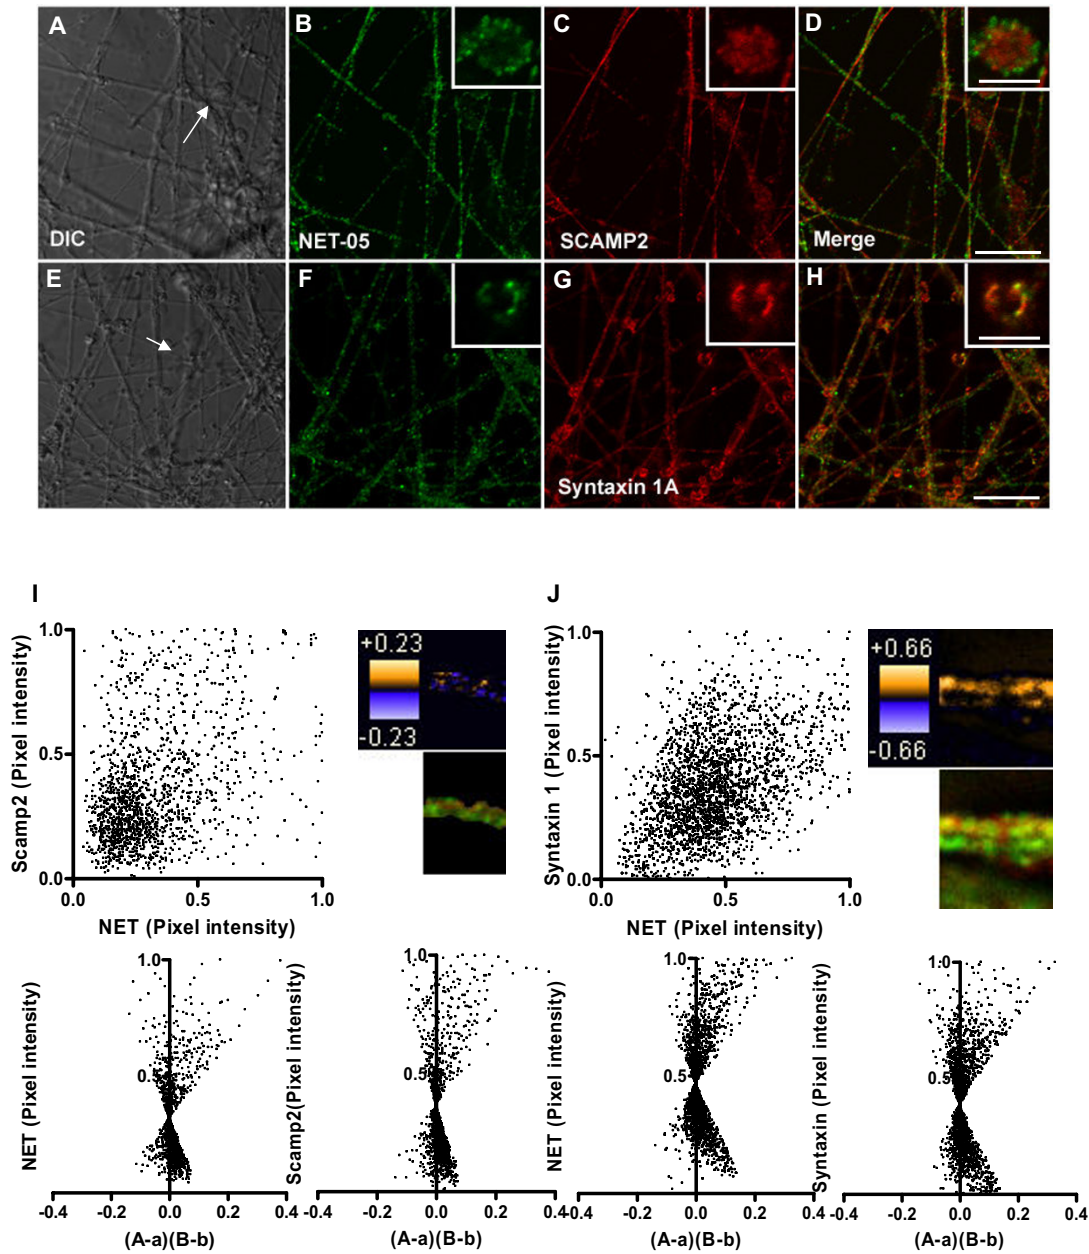 A
B
C
D
DIC
NET-05
SCAMP2
Merge
E
F
G
H
Syntaxin 1A
I
J
Scamp2 (Pixel intensity)
1.0
0.5
0.0
0.0
0.5
1.0
NET (Pixel intensity)
+0.23
-0.23
Syntaxin 1 (Pixel intensity)
1.0
0.5
0.0
0.0
0.5
1.0
NET (Pixel intensity)
+0.66
-0.66
NET (Pixel intensity)
1.0
0.5
-0.4
-0.2
0.0
0.2
0.4
(A-a)(B-b)
Scamp2(Pixel intensity)
1.0
0.5
-0.4
-0.2
0.0
0.2
0.4
(A-a)(B-b)
NET (Pixel intensity)
1.0
0.5
-0.4
-0.2
0.0
0.2
0.4
(A-a)(B-b)
Syntaxin (Pixel intensity)
1.0
0.5
-0.4
-0.2
0.0
0.2
0.4
(A-a)(B-b)